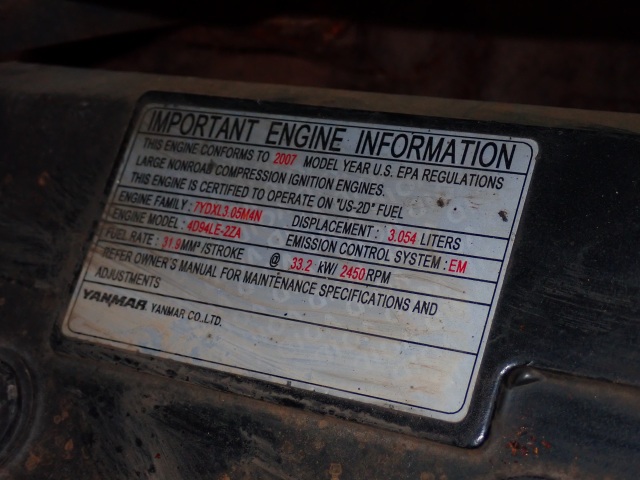 IMPORTANT ENGINE INFORMATION
THIS ENGINE CONFORMS TO 2007 MODEL YEAR U.S. EPA REGULATIONS
LARGE NONROAD COMPRESSION IGNITION ENGINES.
THIS ENGINE IS CERTIFIED TO OPERATE ON "US-2D" FUEL
ENGINE FAMILY : 7YDXL3.05M4N DISPLACEMENT : 3.054 LITERS
ENGINE MODEL : 4D94LE-2ZA EMISSION CONTROL SYSTEM : EM
FUEL RATE : 31.9 MM³ /STROKE @ 33.2 kW/ 2450 RPM
REFER OWNER'S MANUAL FOR MAINTENANCE SPECIFICATIONS AND
ADJUSTMENTS
YANMAR YANMAR CO.,LTD.